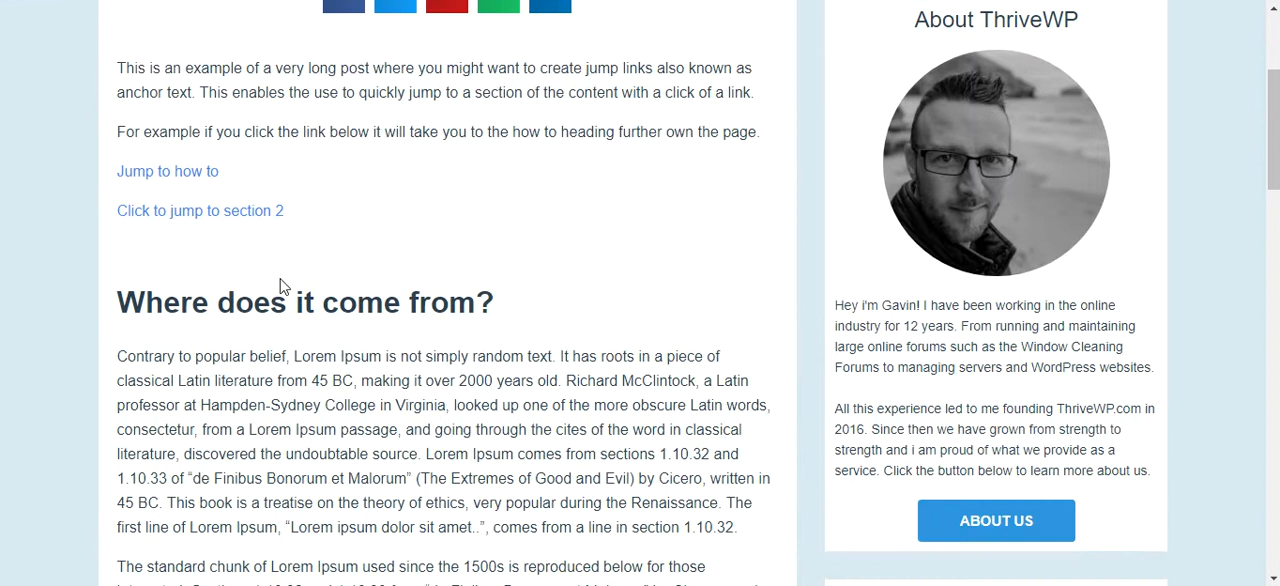 This is an example of a very long post where you might want to create jump links also known as
anchor text. This enables the use to quickly jump to a section of the content with a click of a link.
For example if you click the link below it will take you to the how to heading further own the page.
Jump to how to
Click to jump to section 2
Where does it come from?
Contrary to popular belief, Lorem Ipsum is not simply random text. It has roots in a piece of
classical Latin literature from 45 BC, making it over 2000 years old. Richard McClintock, a Latin
professor at Hampden-Sydney College in Virginia, looked up one of the more obscure Latin words,
consectetur, from a Lorem Ipsum passage, and going through the cites of the word in classical
literature, discovered the undoubtable source. Lorem Ipsum comes from sections 1.10.32 and
1.10.33 of “de Finibus Bonorum et Malorum” (The Extremes of Good and Evil) by Cicero, written in
45 BC. This book is a treatise on the theory of ethics, very popular during the Renaissance. The
first line of Lorem Ipsum, “Lorem ipsum dolor sit amet..”, comes from a line in section 1.10.32.
The standard chunk of Lorem Ipsum used since the 1500s is reproduced below for those
About ThriveWP
Hey i'm Gavin! I have been working in the online
industry for 12 years. From running and maintaining
large online forums such as the Window Cleaning
Forums to managing servers and WordPress websites.
All this experience led to me founding ThriveWP.com in
2016. Since then we have grown from strength to
strength and i am proud of what we provide as a
service. Click the button below to learn more about us.
ABOUT US